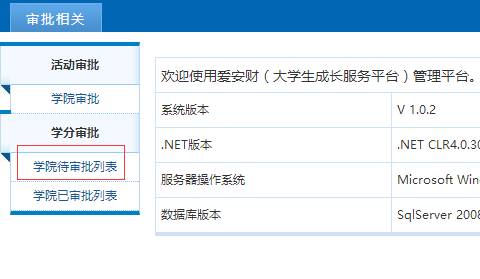 审批相关
活动审批
学院审批
学分审批
学院待审批列表
学院已审批列表
欢迎使用爱安财（大学生成长服务平台）管理平台。
系统版本 V 1.0.2
.NET版本 .NET CLR4.0.30
服务器操作系统 Microsoft Win
数据库版本 SqlServer 2008